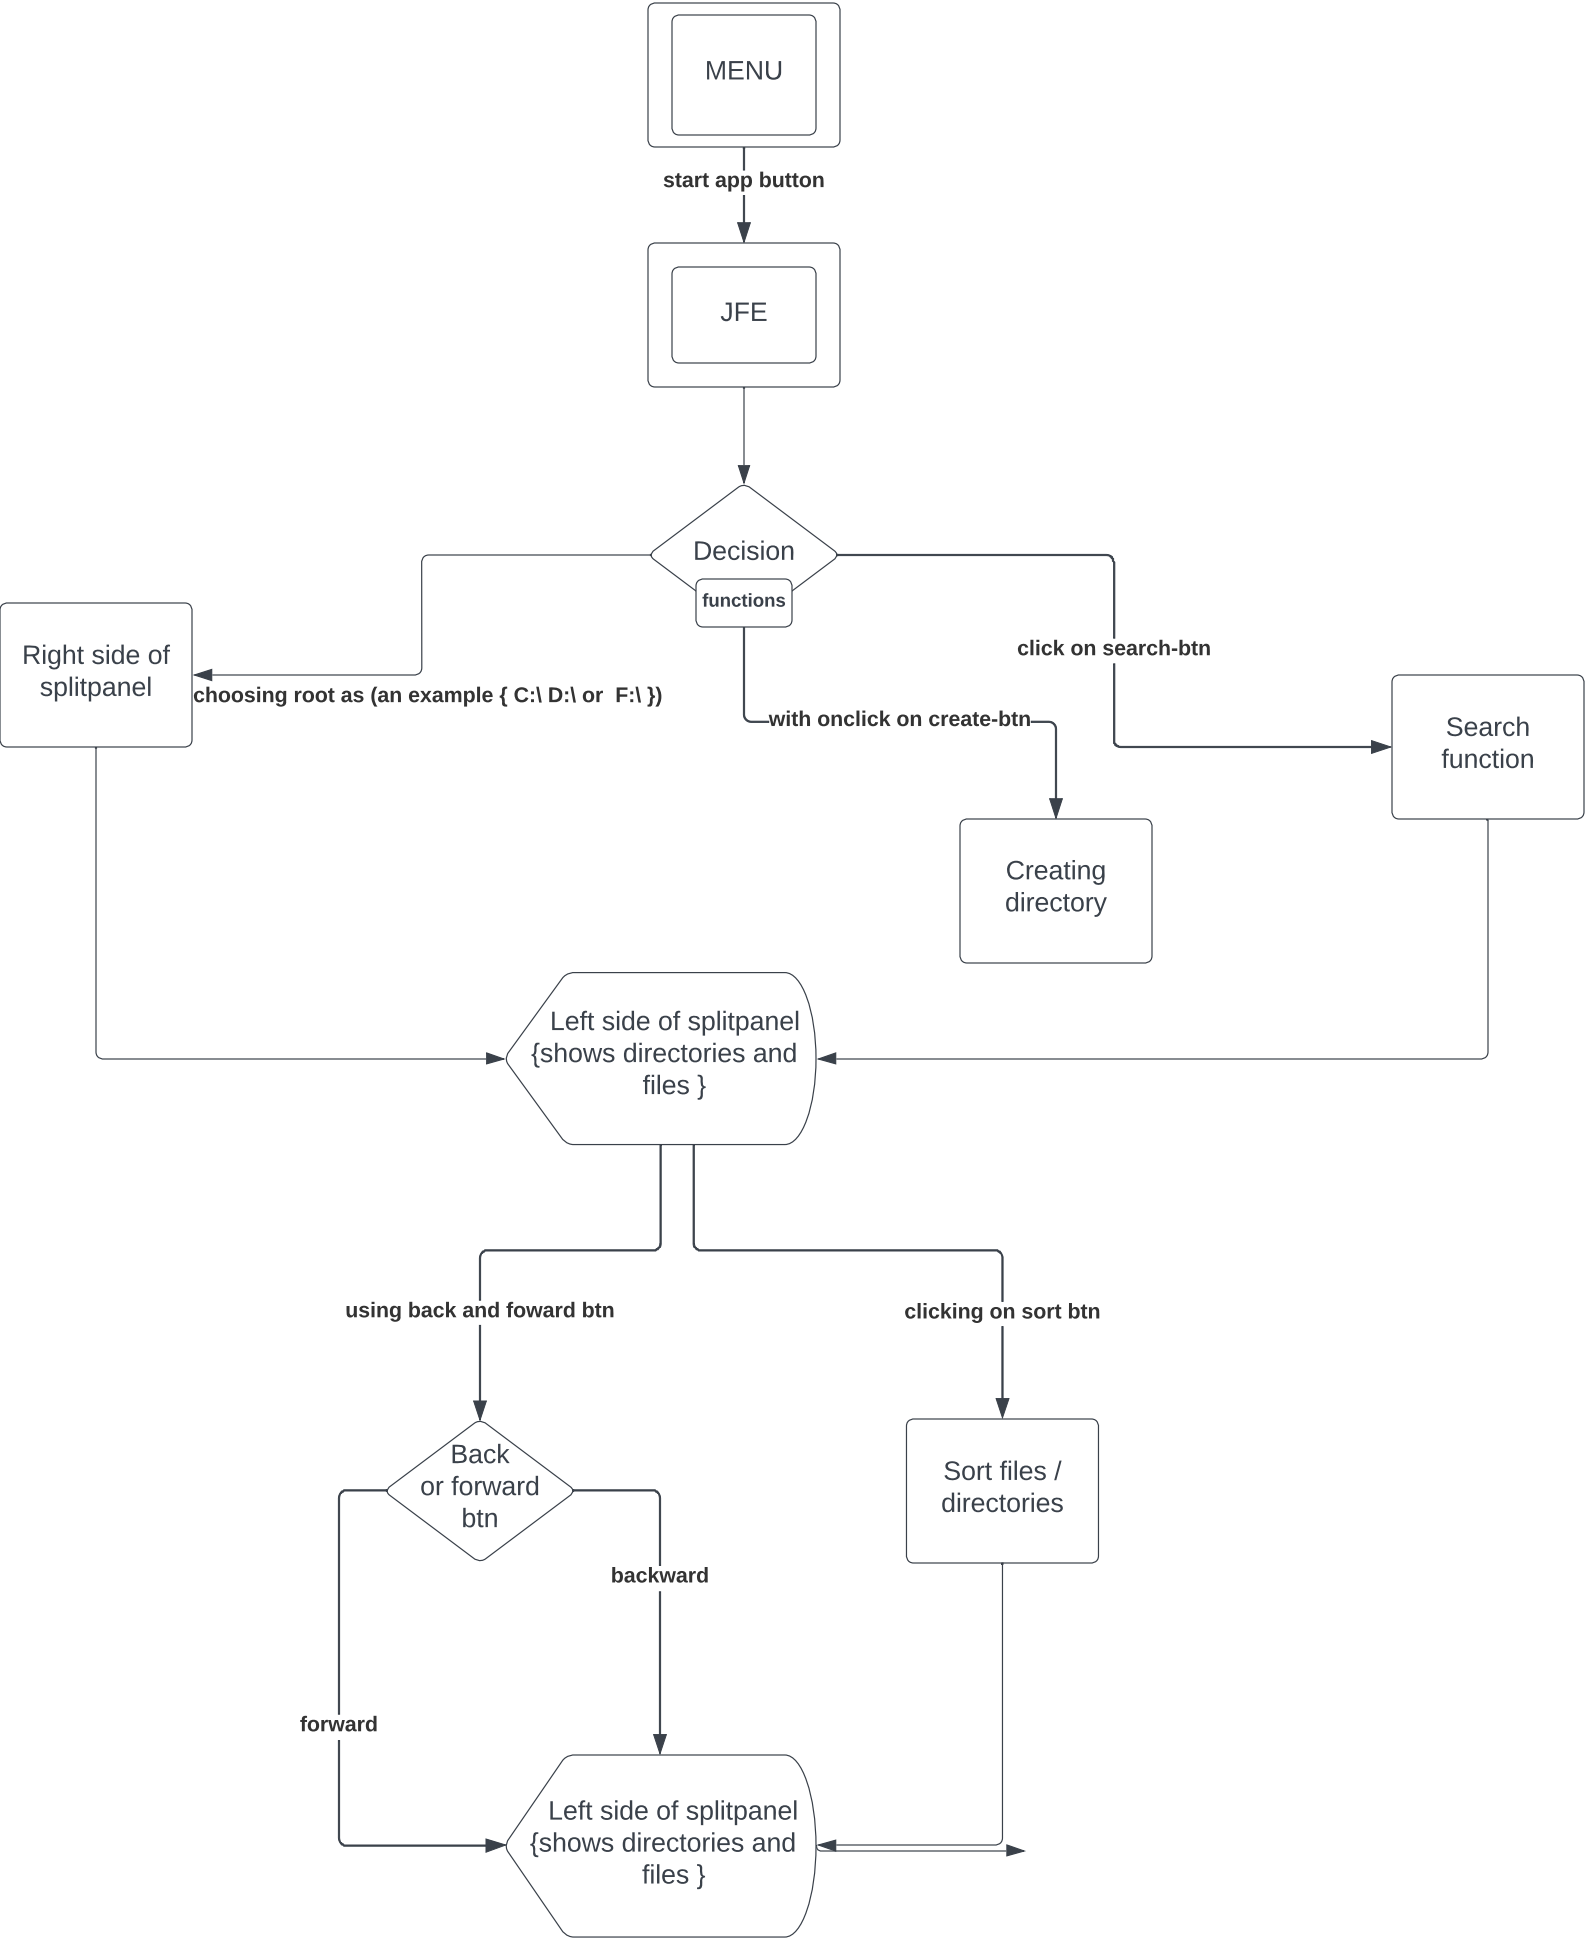 MENU
start app button
JFE
Decision
functions
click on search-btn
Right side of
splitpanel
choosing root as (an example { C:\ D:\ or  F:\ })
with onclick on create-btn
Search
function
Creating
directory
Left side of splitpanel
{shows directories and
files }
using back and foward btn
clicking on sort btn
Back
or forward
btn
Sort files /
directories
backward
forward
Left side of splitpanel
{shows directories and
files }